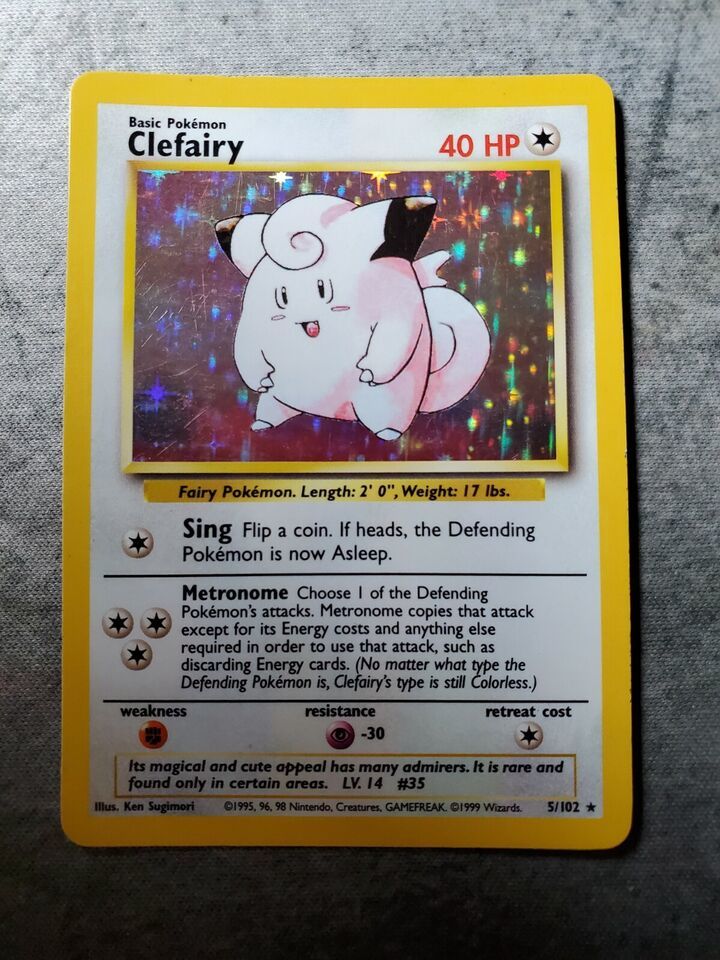 Basic Pokémon
Clefairy
40 HP
Fairy Pokémon. Length: 2' 0", Weight: 17 lbs.
Sing Flip a coin. If heads, the Defending
Pokémon is now Asleep.
Metronome Choose 1 of the Defending
Pokémon's attacks. Metronome copies that attack
except for its Energy costs and anything else
required in order to use that attack, such as
discarding Energy cards. (No matter what type the
Defending Pokémon is, Clefairy's type is still Colorless.)
weakness resistance retreat cost
-30
Its magical and cute appeal has many admirers. It is rare and
found only in certain areas. LV. 14 #35
Illus. Ken Sugimori ©1995, 96, 98 Nintendo, Creatures, GAMEFREAK. ©1999 Wizards. 5/102 ★